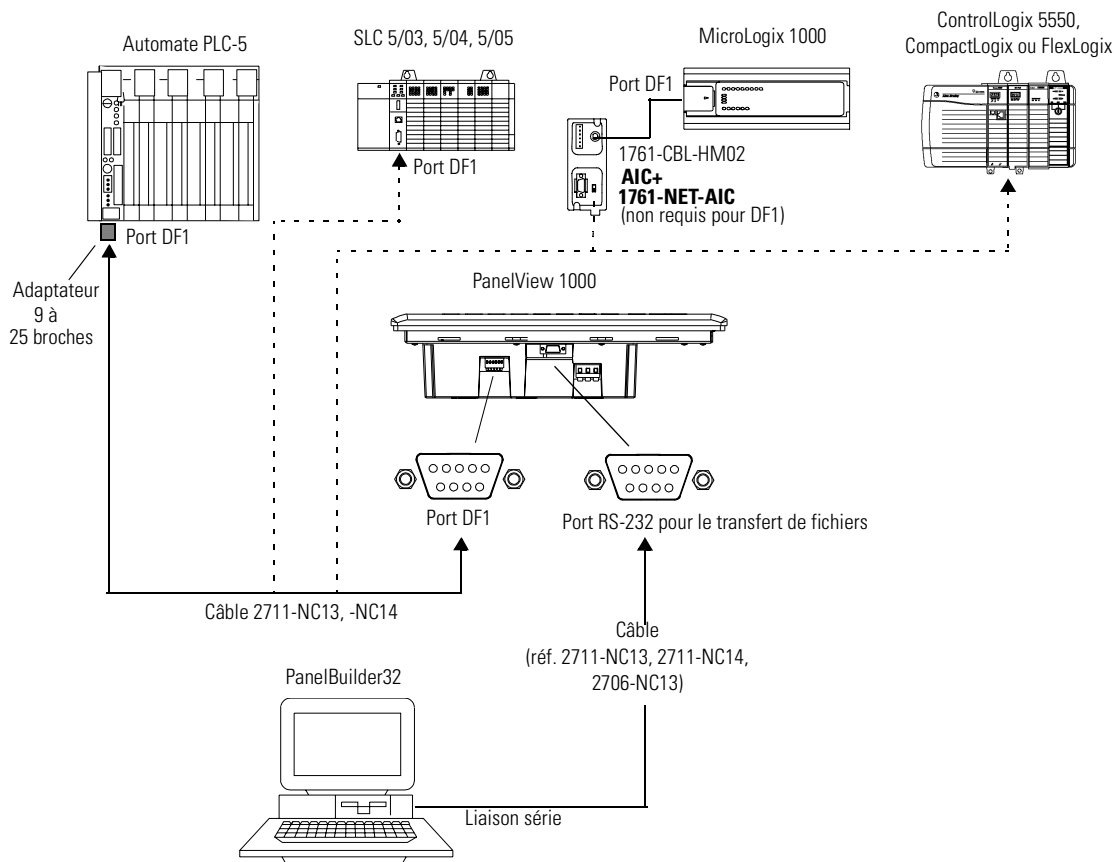 Automate PLC-5
SLC 5/03, 5/04, 5/05
MicroLogix 1000
ControlLogix 5550,
CompactLogix ou FlexLogix
Port DF1
Port DF1
1761-CBL-HM02
AIC+
1761-NET-AIC
(non requis pour DF1)
Port DF1
Adaptateur
9 à
25 broches
PanelView 1000
Port DF1
Port RS-232 pour le transfert de fichiers
Câble 2711-NC13, -NC14
Câble
(réf. 2711-NC13, 2711-NC14,
2706-NC13)
PanelBuilder32
Liaison série